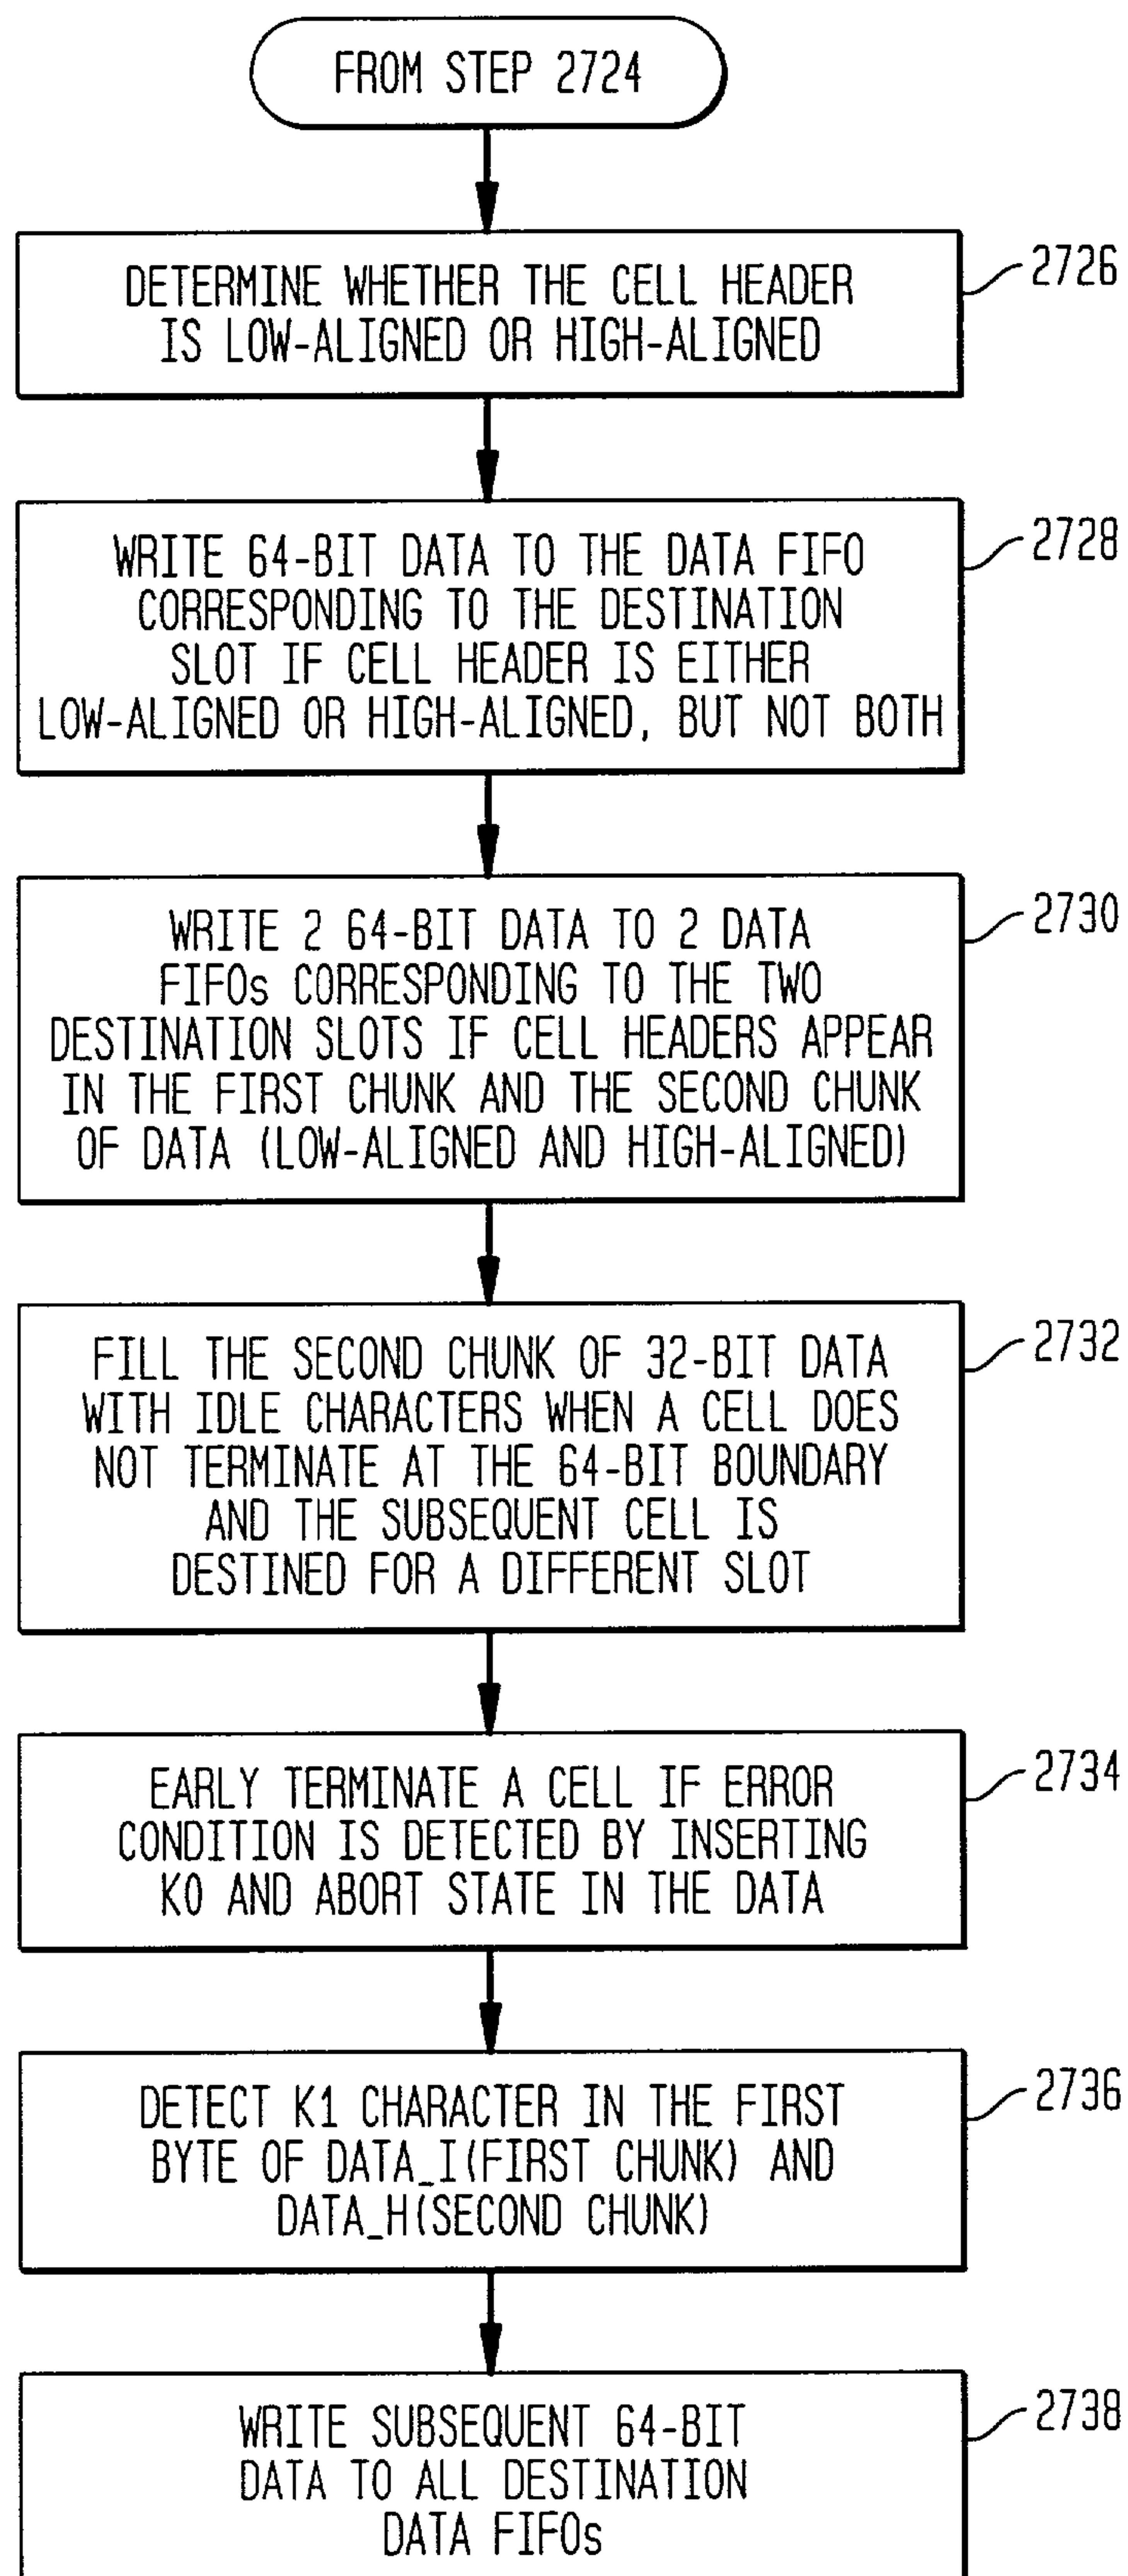 FROM STEP 2724
DETERMINE WHETHER THE CELL HEADER
IS LOW-ALIGNED OR HIGH-ALIGNED
2726
WRITE 64-BIT DATA TO THE DATA FIFO
CORRESPONDING TO THE DESTINATION
SLOT IF CELL HEADER IS EITHER
LOW-ALIGNED OR HIGH-ALIGNED, BUT NOT BOTH
2728
WRITE 2 64-BIT DATA TO 2 DATA
FIFOs CORRESPONDING TO THE TWO
DESTINATION SLOTS IF CELL HEADERS APPEAR
IN THE FIRST CHUNK AND THE SECOND CHUNK
OF DATA (LOW-ALIGNED AND HIGH-ALIGNED)
2730
FILL THE SECOND CHUNK OF 32-BIT DATA
WITH IDLE CHARACTERS WHEN A CELL DOES
NOT TERMINATE AT THE 64-BIT BOUNDARY
AND THE SUBSEQUENT CELL IS
DESTINED FOR A DIFFERENT SLOT
2732
EARLY TERMINATE A CELL IF ERROR
CONDITION IS DETECTED BY INSERTING
K0 AND ABORT STATE IN THE DATA
2734
DETECT K1 CHARACTER IN THE FIRST
BYTE OF DATA_I(FIRST CHUNK) AND
DATA_H(SECOND CHUNK)
2736
WRITE SUBSEQUENT 64-BIT
DATA TO ALL DESTINATION
DATA FIFOs
2738